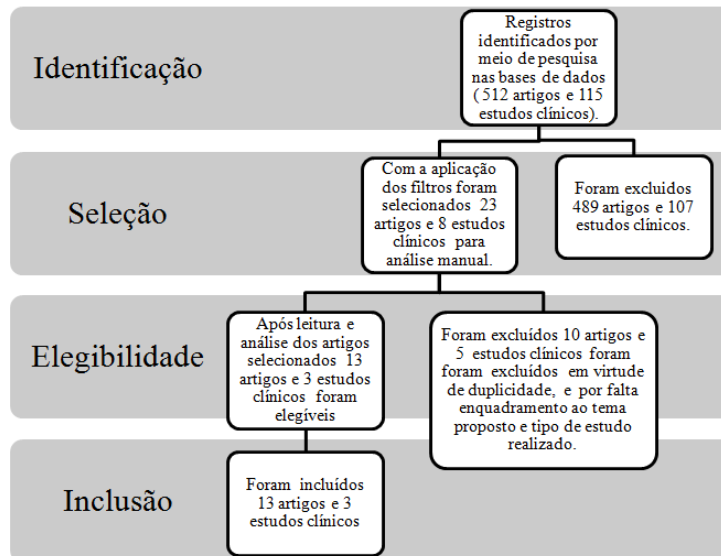 Identificação
Registros
identificados por
meio de pesquisa
nas bases de dados
( 512 artigos e 115
estudos clínicos).
Seleção
Com a aplicação
dos filtros foram
selecionados 23
artigos e 8 estudos
clínicos para
análise manual.
Foram excluidos
489 artigos e 107
estudos clínicos.
Elegibilidade
Após leitura e
análise dos artigos
selecionados 13
artigos e 3 estudos
clínicos foram
elegíveis
Foram excluídos 10 artigos e
5 estudos clínicos foram
foram excluídos em virtude
de duplicidade, e por falta
enquadramento ao tema
proposto e tipo de estudo
realizado.
Inclusão
Foram incluídos
13 artigos e 3
estudos clínicos